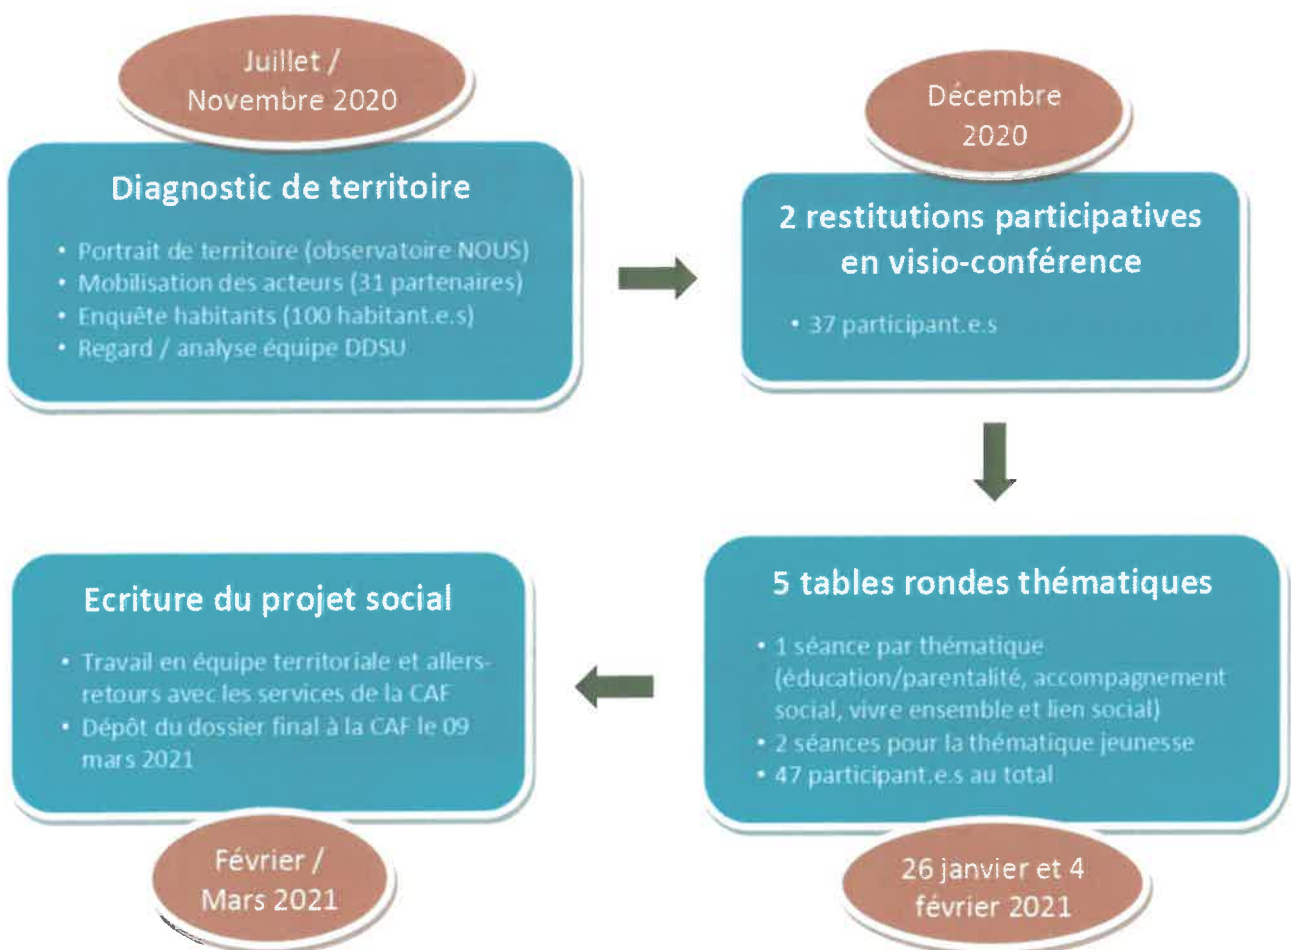 Juillet /
Novembre 2020
Diagnostic de territoire
• Portrait de territoire (observatoire NOUS)
• Mobilisation des acteurs (31 partenaires)
• Enquête habitants (100 habitant.e.s)
• Regard / analyse équipe DDSU
Décembre
2020
2 restitutions participatives
en visio-conférence
• 37 participant.e.s
5 tables rondes thématiques
• 1 séance par thématique
(éducation/parentalité, accompagnement
social, vivre ensemble et lien social)
• 2 séances pour la thématique jeunesse
• 47 participant.e.s au total
26 janvier et 4
février 2021
Ecriture du projet social
• Travail en équipe territoriale et allers-
retours avec les services de la CAF
• Dépôt du dossier final à la CAF le 09
mars 2021
Février /
Mars 2021